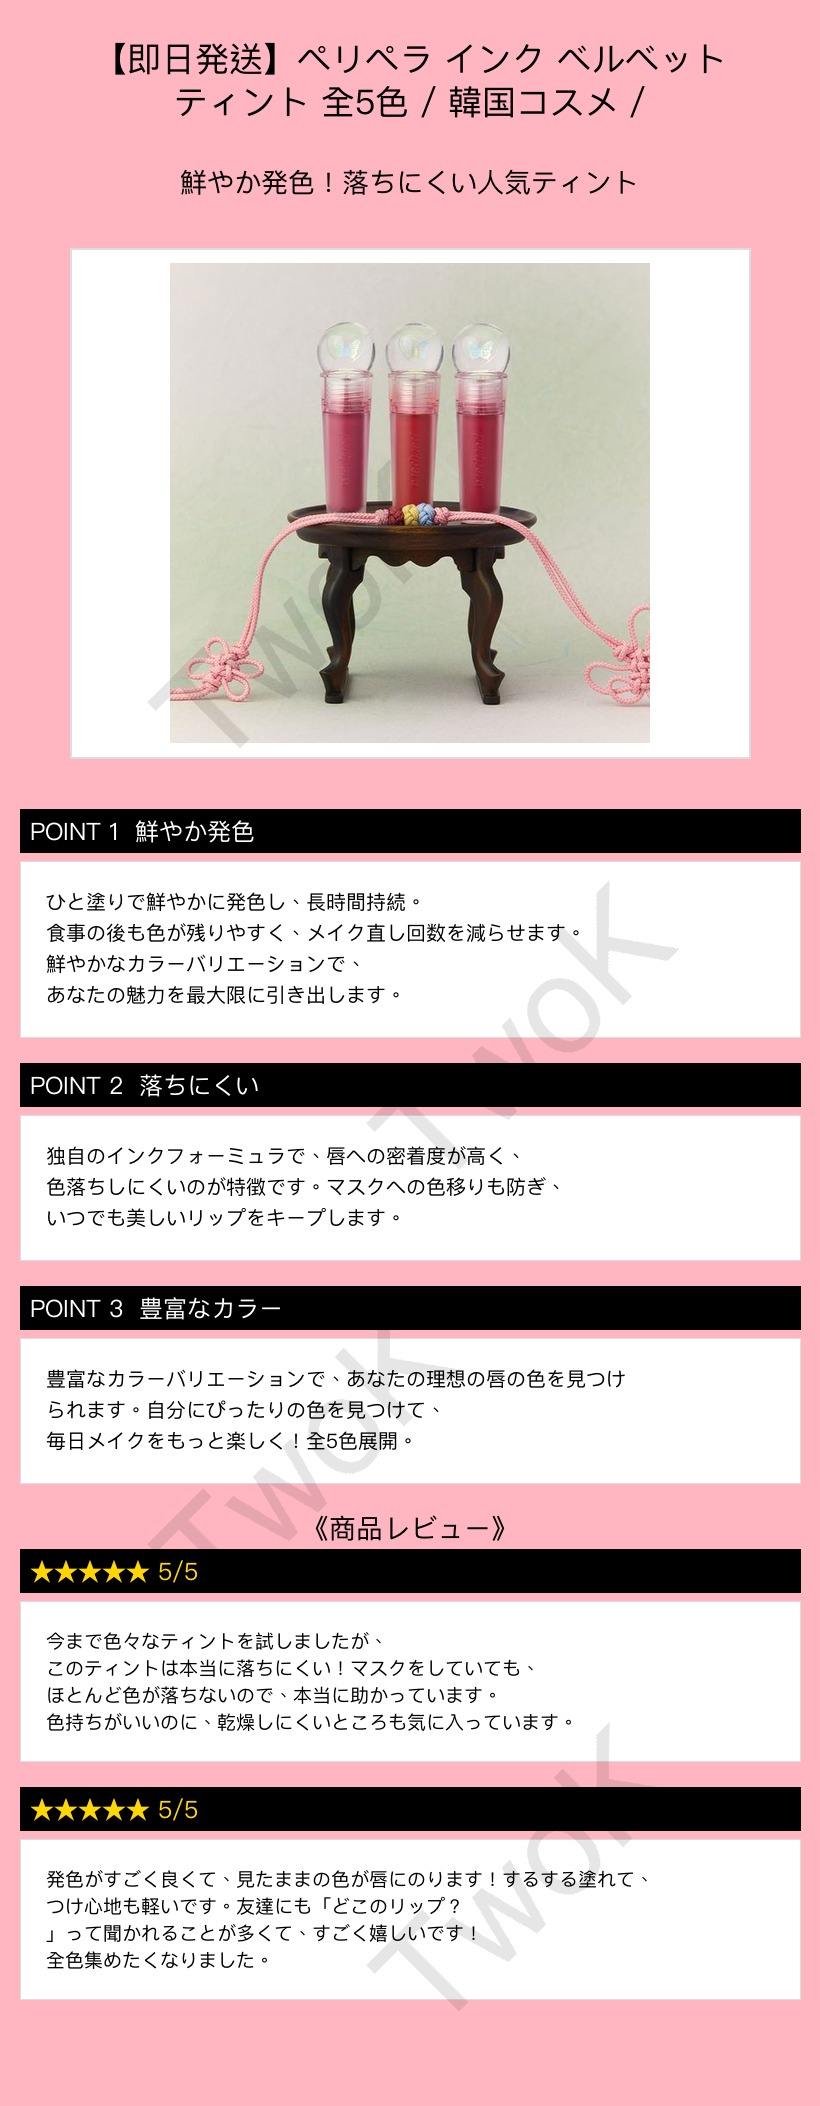 【即日発送】ペリペラ インク ベルベット
ティント 全5色 / 韓国コスメ /
鮮やか発色！落ちにくい人気ティント
TwoK
POINT 1 鮮やか発色
ひと塗りで鮮やかに発色し、長時間持続。
食事の後も色が残りやすく、メイク直し回数を減らせます。
鮮やかなカラーバリエーションで、
あなたの魅力を最大限に引き出します。
TwoK
POINT 2 落ちにくい
独自のインクフォーミュラで、唇への密着度が高く、
色落ちしにくいのが特徴です。マスクへの色移りも防ぎ、
いつでも美しいリップをキープします。
POINT 3 豊富なカラー
豊富なカラーバリエーションで、あなたの理想の唇の色を見つけ
られます。自分にぴったりの色を見つけて、
毎日メイクをもっと楽しく！全5色展開。
TwoK
《商品レビュー》
★★★★★ 5/5
今まで色々なティントを試しましたが、
このティントは本当に落ちにくい！マスクをしていても、
ほとんど色が落ちないので、本当に助かっています。
色持ちがいいのに、乾燥しにくいところも気に入っています。
★★★★★ 5/5
発色がすごく良くて、見たままの色が唇にのります！するする塗れて、
つけ心地も軽いです。友達にも「どこのリップ？
」って聞かれることが多くて、すごく嬉しいです！
全色集めたくなりました。
TwoK